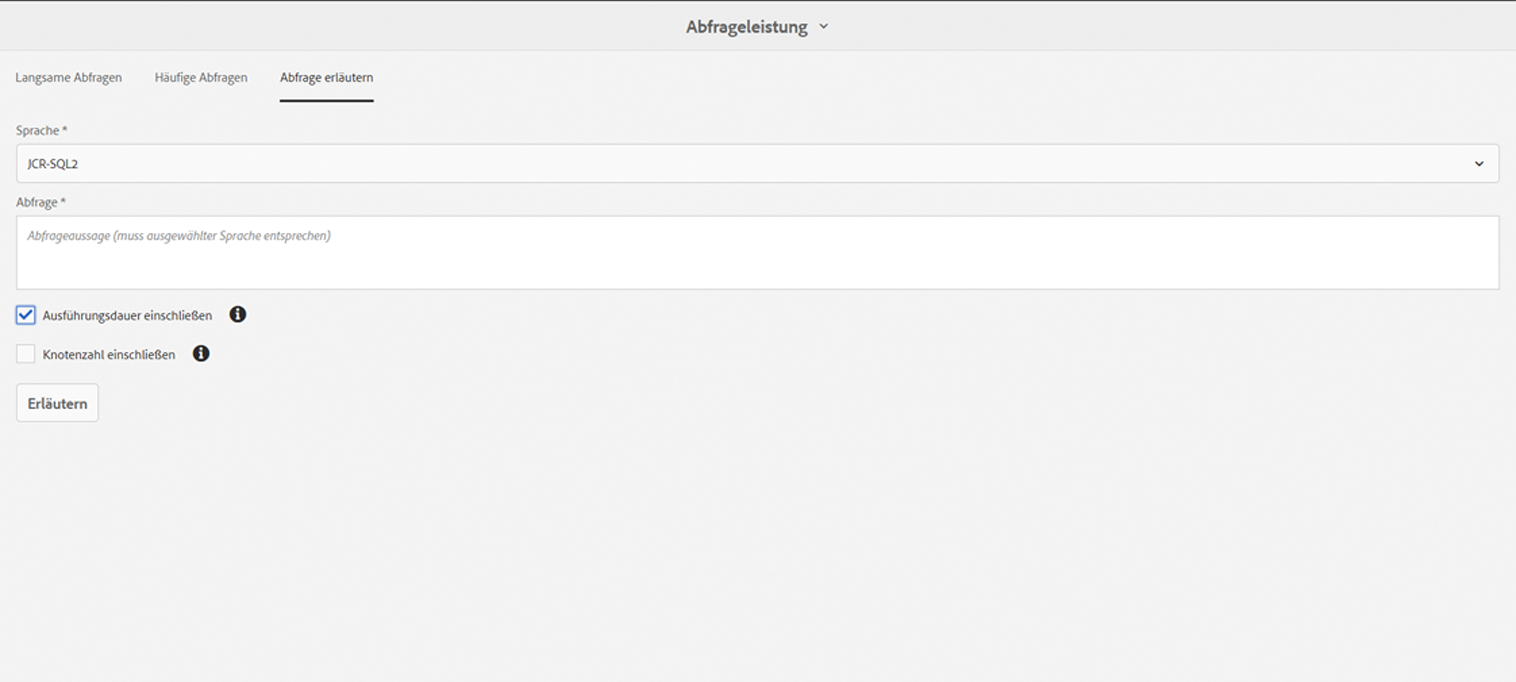 Abfrageleistung
Langsame Abfragen Häufige Abfragen Abfrage erläutern
Sprache *
JCR-SQL2
Abfrage *
Abfrageaussage (muss ausgewählter Sprache entsprechen)
Ausführungsdauer einschließen
Knotenzahl einschließen
Erläutern